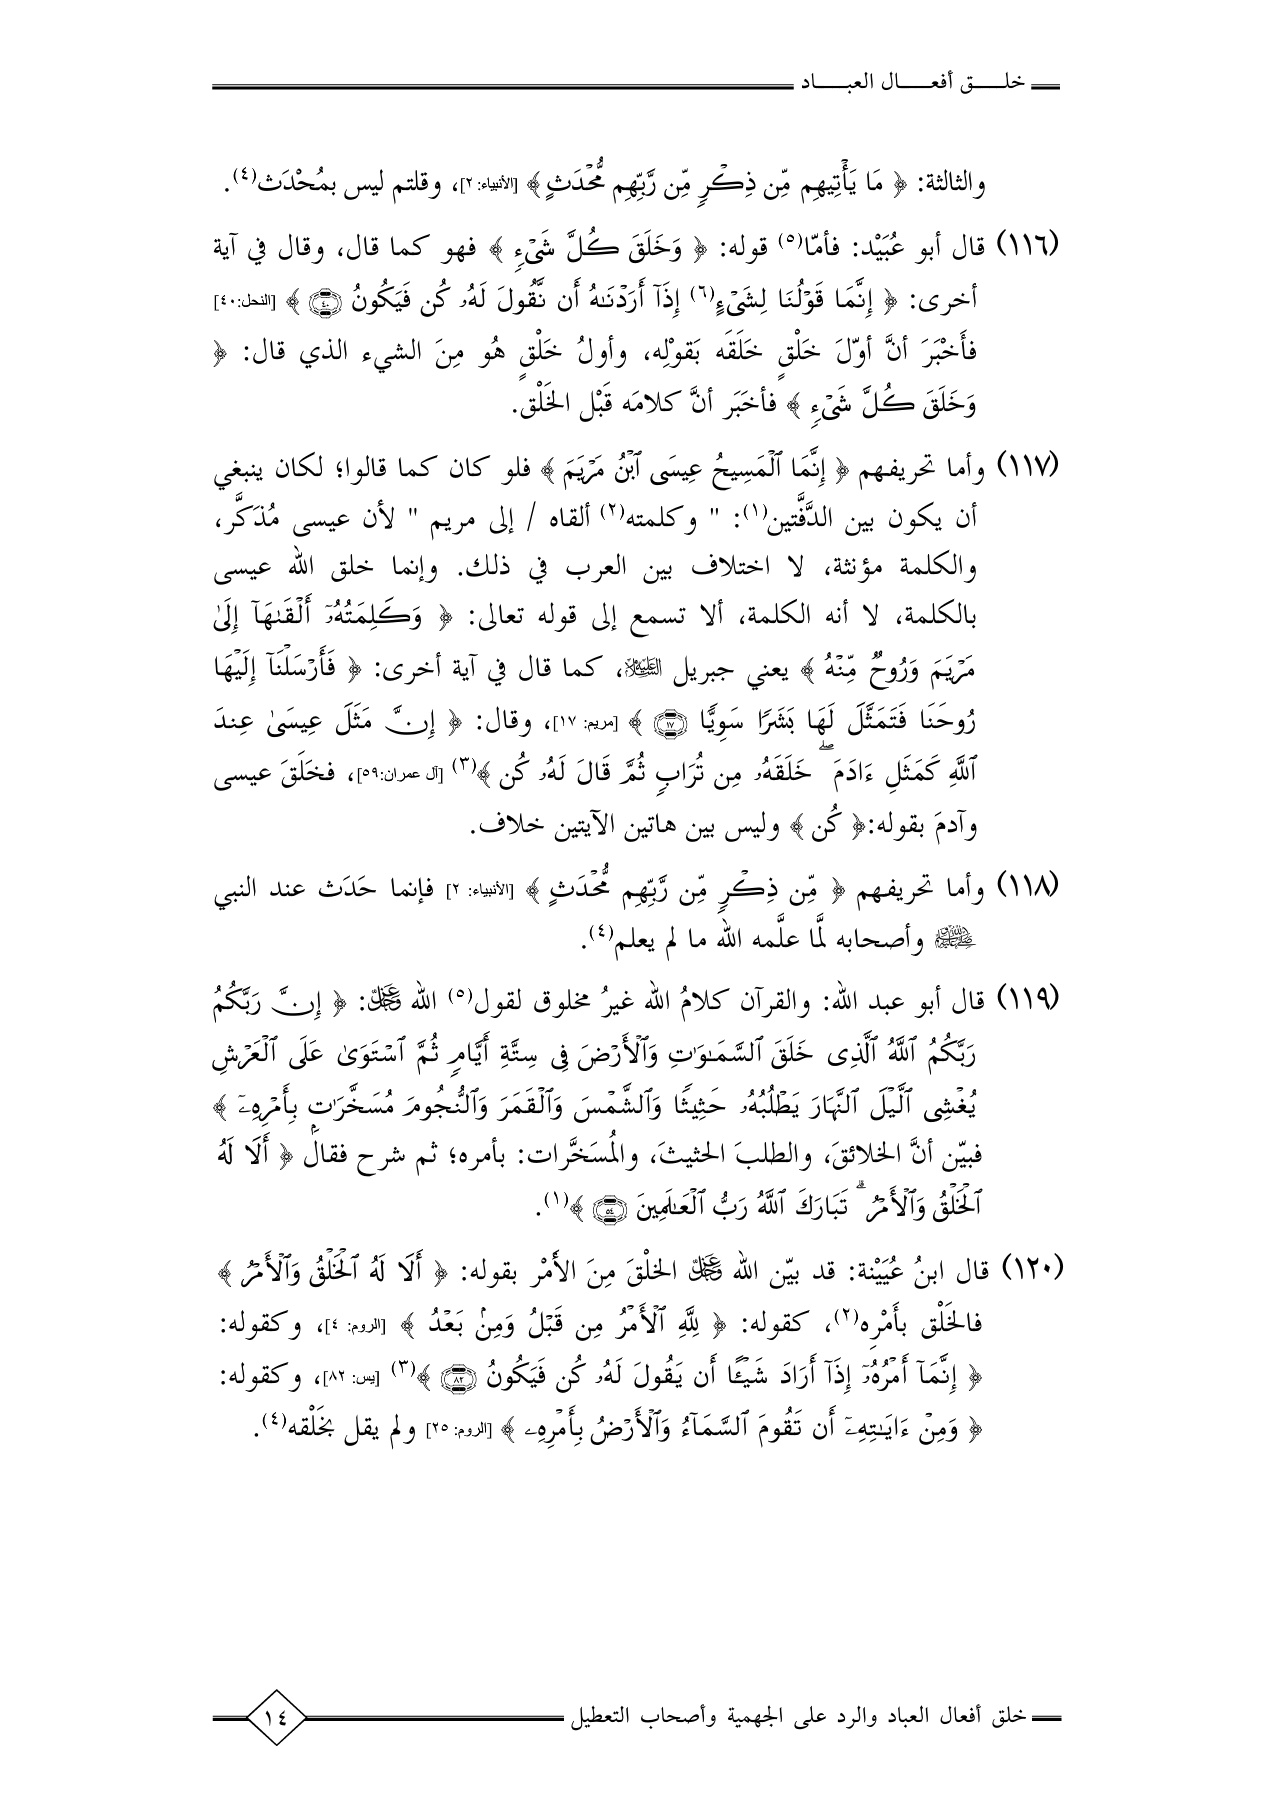 خلـــــق أفعـــــال العبـــــاد
والثالثة: ﴿ مَا يَأْتِيهِم مِّن ذِكْرٍ مِّن رَّبِّهِم مُّحْدَثٍ ﴾ [الأنبياء: ٢]، وقلتم ليس بمُحْدَث(٤).
(١١٦) قال أبو عُبَيْد: فأمّا(٥) قوله: ﴿ وَخَلَقَ كُلَّ شَىْءٍ ﴾ فهو كما قال، وقال في آية
أخرى: ﴿ إِنَّمَا قَوْلُنَا لِشَىْءٍ(٦) إِذَآ أَرَدْنَٰهُ أَن نَّقُولَ لَهُۥ كُن فَيَكُونُ ٤٠ ﴾ [النحل:٤٠]
فأَخْبَرَ أنَّ أوّلَ خَلْقٍ خَلَقَه بَقولِه، وأولُ خَلْقٍ هُو مِنَ الشيء الذي قال: ﴿
وَخَلَقَ كُلَّ شَىْءٍ ﴾ فأخبَر أنَّ كلامَه قَبْل الخَلْق.
(١١٧) وأما تحريفهم ﴿ إِنَّمَا ٱلْمَسِيحُ عِيسَى ٱبْنُ مَرْيَمَ ﴾ فلو كان كما قالوا؛ لكان ينبغي
أن يكون بين الدَّفَّتين(١): " وكلمته(٢) ألقاه / إلى مريم " لأن عيسى مُذكَّر،
والكلمة مؤنثة، لا اختلاف بين العرب في ذلك. وإنما خلق الله عيسى
بالكلمة، لا أنه الكلمة، ألا تسمع إلى قوله تعالى: ﴿ وَكَلِمَتُهُۥٓ أَلْقَىٰهَآ إِلَىٰ
مَرْيَمَ وَرُوحٌ مِّنْهُ ﴾ يعني جبريل عليه السلام، كما قال في آية أخرى: ﴿ فَأَرْسَلْنَآ إِلَيْهَا
رُوحَنَا فَتَمَثَّلَ لَهَا بَشَرًا سَوِيًّا ١٧ ﴾ [مريم: ١٧]، وقال: ﴿ إِنَّ مَثَلَ عِيسَىٰ عِندَ
ٱللَّهِ كَمَثَلِ ءَادَمَ ۖ خَلَقَهُۥ مِن تُرَابٍ ثُمَّ قَالَ لَهُۥ كُن ﴾(٣) [آل عمران:٥٩]، فخلَقَ عيسى
وآدمَ بقوله:﴿ كُن ﴾ وليس بين هاتين الآيتين خلاف.
(١١٨) وأما تحريفهم ﴿ مِّن ذِكْرٍ مِّن رَّبِّهِم مُّحْدَثٍ ﴾ [الأنبياء: ٢] فإنما حَدَث عند النبي
ﷺ وأصحابه لمَّا علَّمه الله ما لم يعلم(٤).
(١١٩) قال أبو عبد الله: والقرآن كلامُ الله غيرُ مخلوق لقول(٥) الله عز وجل: ﴿ إِنَّ رَبَّكُمُ
رَبَّكُمُ ٱللَّهُ ٱلَّذِى خَلَقَ ٱلسَّمَٰوَٰتِ وَٱلْأَرْضَ فِى سِتَّةِ أَيَّامٍ ثُمَّ ٱسْتَوَىٰ عَلَى ٱلْعَرْشِ
يُغْشِى ٱلَّيْلَ ٱلنَّهَارَ يَطْلُبُهُۥ حَثِيثًا وَٱلشَّمْسَ وَٱلْقَمَرَ وَٱلنُّجُومَ مُسَخَّرَٰتٍۭ بِأَمْرِهِۦٓ ﴾
فبيّن أنَّ الخلائقَ، والطلبَ الحثيثَ، والمُسَخَّرات: بأمره؛ ثم شرح فقال ﴿ أَلَا لَهُ
ٱلْخَلْقُ وَٱلْأَمْرُ ۗ تَبَارَكَ ٱللَّهُ رَبُّ ٱلْعَٰلَمِينَ ٥٤ ﴾(١).
(١٢٠) قال ابنُ عُيَيْنة: قد بيّن الله عز وجل الخلْقَ مِنَ الأَمْر بقوله: ﴿ أَلَا لَهُ ٱلْخَلْقُ وَٱلْأَمْرُ ﴾
فالخَلْق بأَمْرِه(٢)، كقوله: ﴿ لِلَّهِ ٱلْأَمْرُ مِن قَبْلُ وَمِنۢ بَعْدُ ﴾ [الروم: ٤]، وكقوله:
﴿ إِنَّمَآ أَمْرُهُۥٓ إِذَآ أَرَادَ شَيْـًٔا أَن يَقُولَ لَهُۥ كُن فَيَكُونُ ٨٢ ﴾(٣) [يس: ٨٢]، وكقوله:
﴿ وَمِنْ ءَايَٰتِهِۦٓ أَن تَقُومَ ٱلسَّمَآءُ وَٱلْأَرْضُ بِأَمْرِهِۦ ﴾ [الروم: ٢٥] ولم يقل بخَلْقه(٤).
خلق أفعال العباد والرد على الجهمية وأصحاب التعطيل
١٤